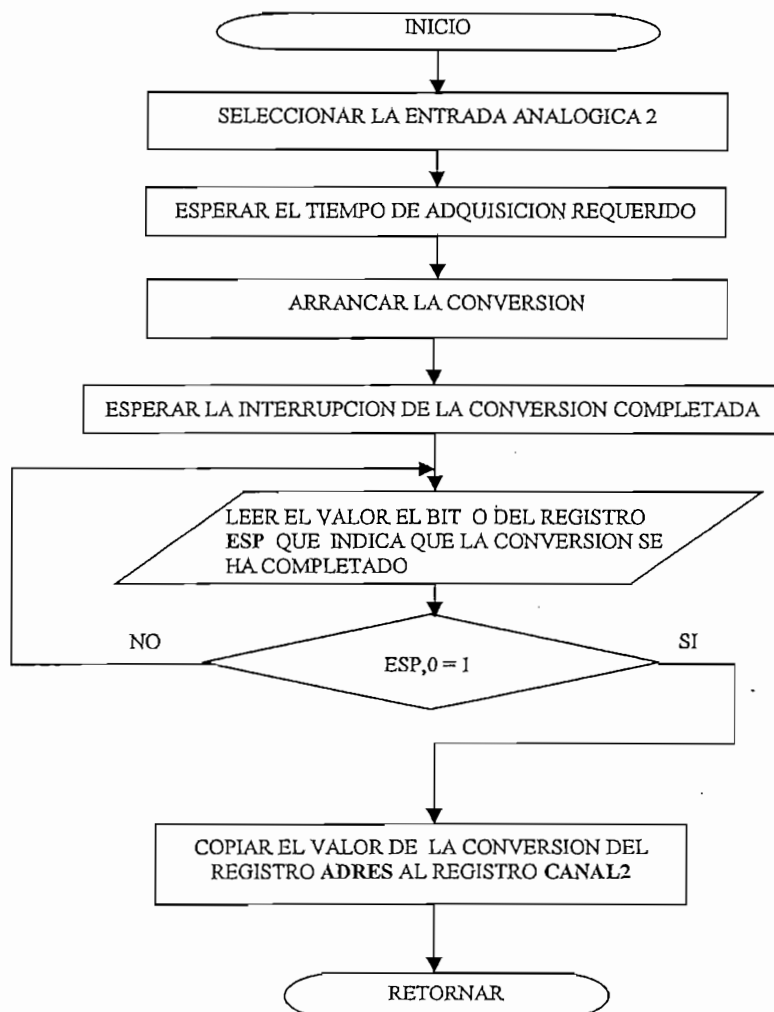 INICIO
SELECCIONAR LA ENTRADA ANALOGICA 2
ESPERAR EL TIEMPO DE ADQUISICION REQUERIDO
ARRANCAR LA CONVERSION
ESPERAR LA INTERRUPCION DE LA CONVERSION COMPLETADA
LEER EL VALOR EL BIT O DEL REGISTRO
ESP QUE INDICA QUE LA CONVERSION SE
HA COMPLETADO
NO
SI
ESP,0 = 1
COPIAR EL VALOR DE LA CONVERSION DEL
REGISTRO ADRES AL REGISTRO CANAL2
RETORNAR